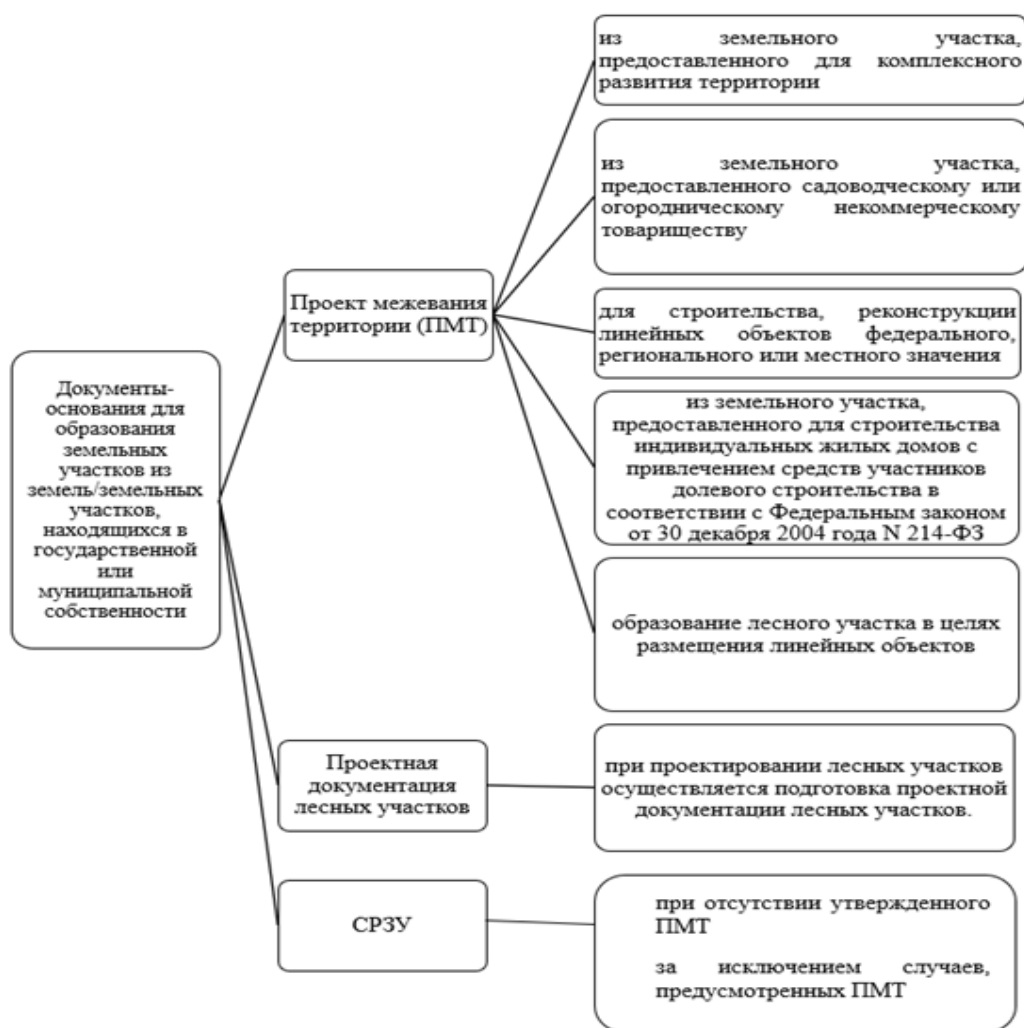 Документы-
основания для
образования
земельных
участков из
земель/земельных
участков,
находящихся в
государственной
или
муниципальной
собственности
Проект межевания
территории (ПМТ)
из земельного участка,
предоставленного для комплексного
развития территории
из земельного участка,
предоставленного садоводческому или
огородническому некоммерческому
товариществу
для строительства, реконструкции
линейных объектов федерального,
регионального или местного значения
из земельного участка,
предоставленного для строительства
индивидуальных жилых домов с
привлечением средств участников
долевого строительства в
соответствии с Федеральным законом
от 30 декабря 2004 года N 214-ФЗ
образование лесного участка в целях
размещения линейных объектов
Проектная
документация
лесных участков
при проектировании лесных участков
осуществляется подготовка проектной
документации лесных участков.
СРЗУ
при отсутствии утвержденного
ПМТ
за исключением случаев,
предусмотренных ПМТ